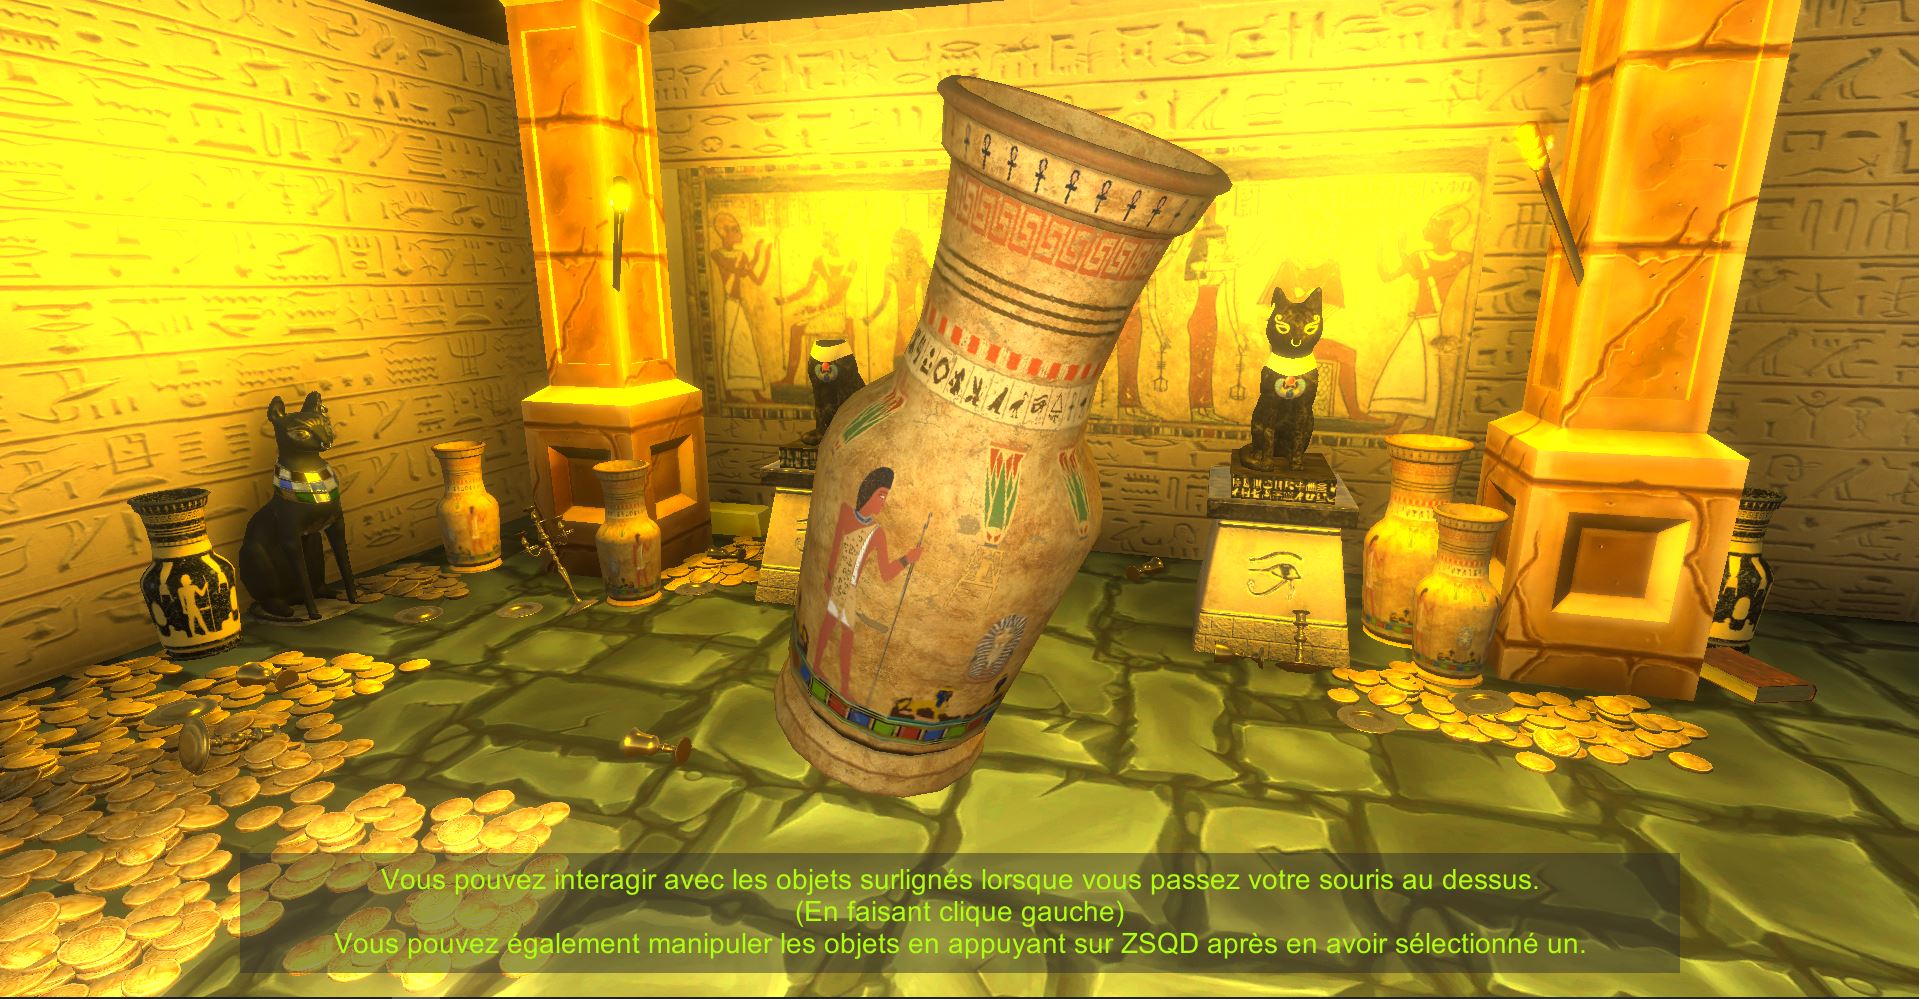 Vous pouvez interagir avec les objets surlignés lorsque vous passez votre souris au dessus.
(En faisant clique gauche)
Vous pouvez également manipuler les objets en appuyant sur ZSQD après en avoir sélectionné un.